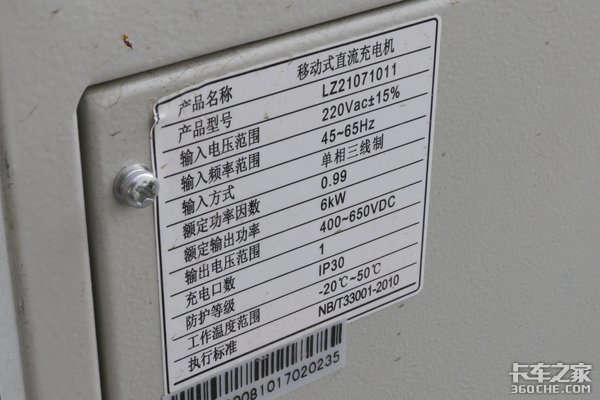 产品名称 移动式直流充电机
产品型号 LZ21071011
输入电压范围 220Vac±15%
输入频率范围 45~65Hz
输入方式 单相三线制
额定功率因数 0.99
额定输出功率 6kW
输出电压范围 400~650VDC
充电口数 1
防护等级 IP30
工作温度范围 -20℃~50℃
执行标准 NB/T33001-2010
0081017020235
卡车之家
360che.com